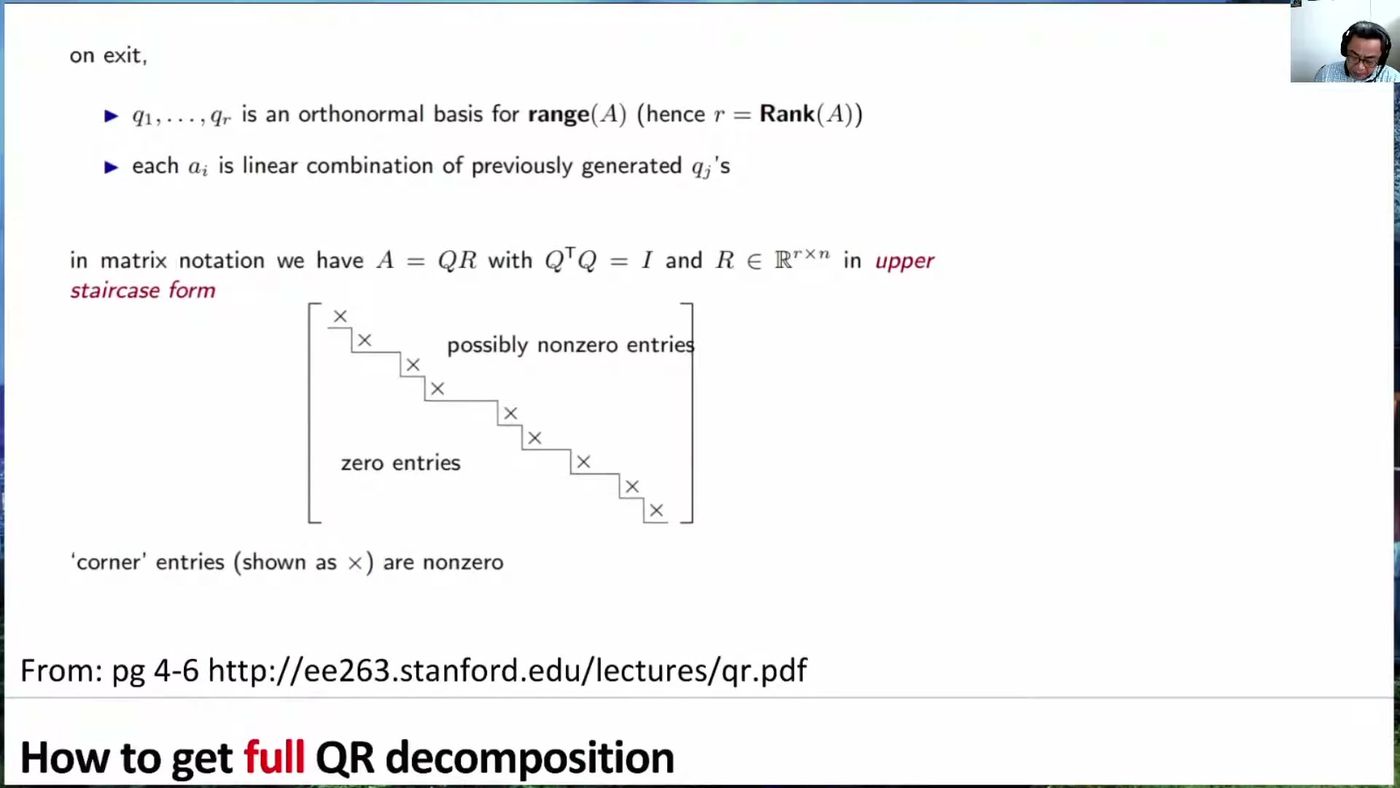 on exit,
▶ q₁, . . . , qᵣ is an orthonormal basis for range(A) (hence r = Rank(A))
▶ each aᵢ is linear combination of previously generated qⱼ's
in matrix notation we have A = QR with QᵀQ = I and R ∈ ℝʳˣⁿ in upper
staircase form
×
×
possibly nonzero entries
×
×
×
×
zero entries
×
×
×
‘corner’ entries (shown as ×) are nonzero
From: pg 4-6 http://ee263.stanford.edu/lectures/qr.pdf
How to get full QR decomposition